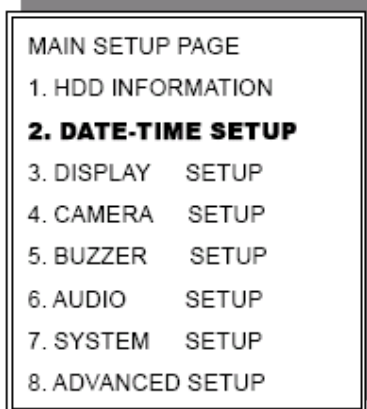 MAIN SETUP PAGE
1. HDD INFORMATION
2. DATE-TIME SETUP
3. DISPLAY SETUP
4. CAMERA SETUP
5. BUZZER SETUP
6. AUDIO SETUP
7. SYSTEM SETUP
8. ADVANCED SETUP